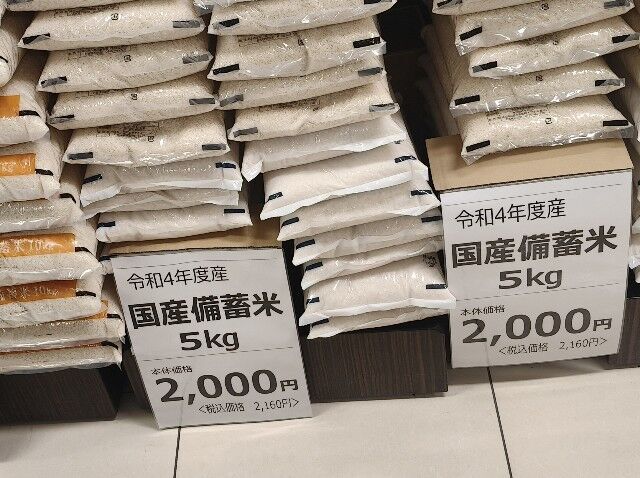 令和4年度産
国産備蓄米
5kg
本体価格
2,000円
<税込価格 2,160円>
令和4年度産
国産備蓄米
5kg
本体価格
2,000円
<税込価格 2,160円>